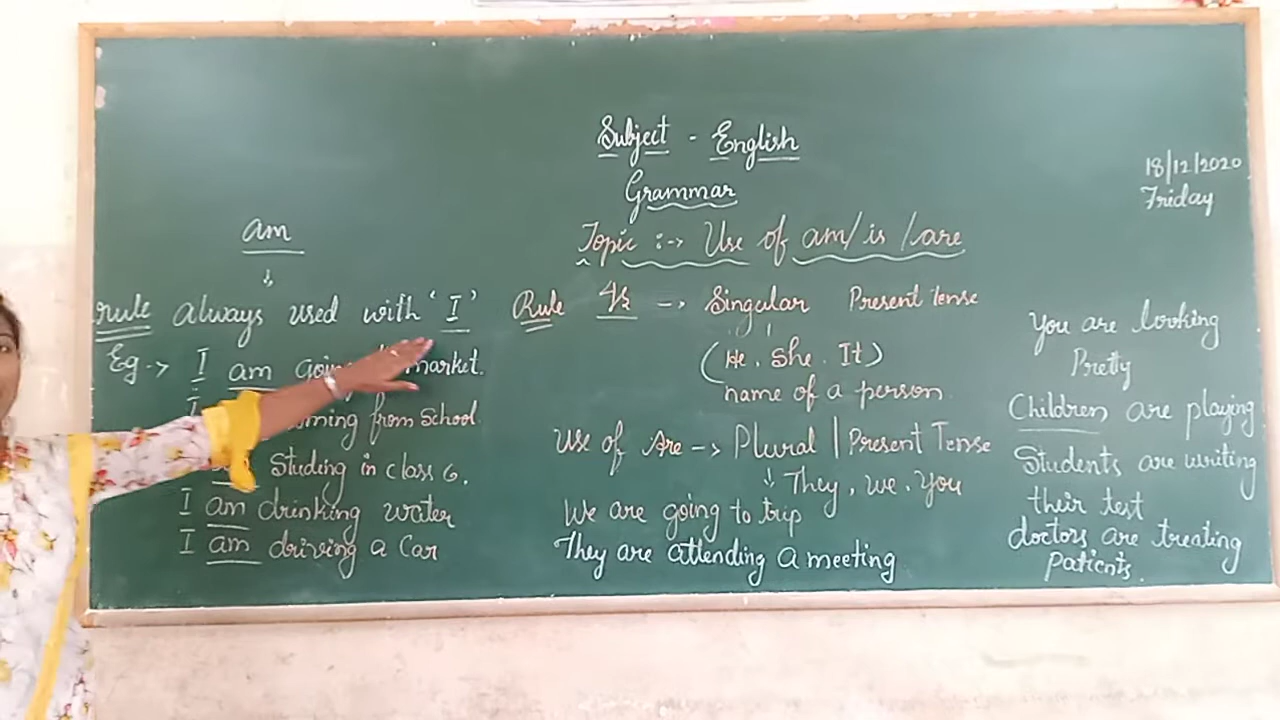 Subject - English
Grammar
18/12/2020
Friday
Topic :-> Use of am/is/are
am
↓
rule always used with 'I'
Eg -> I am going market.
coming from School.
Studing in class 6.
I am drinking water
I am driving a Car
Rule Is -> Singular Present tense
(He, She, It)
name of a person
Use of Are -> Plural | Present Tense
↓ They, we, You
We are going to trip
They are attending a meeting
You are looking
Pretty
Children are playing
Students are writing
their test
doctors are treating
patients.